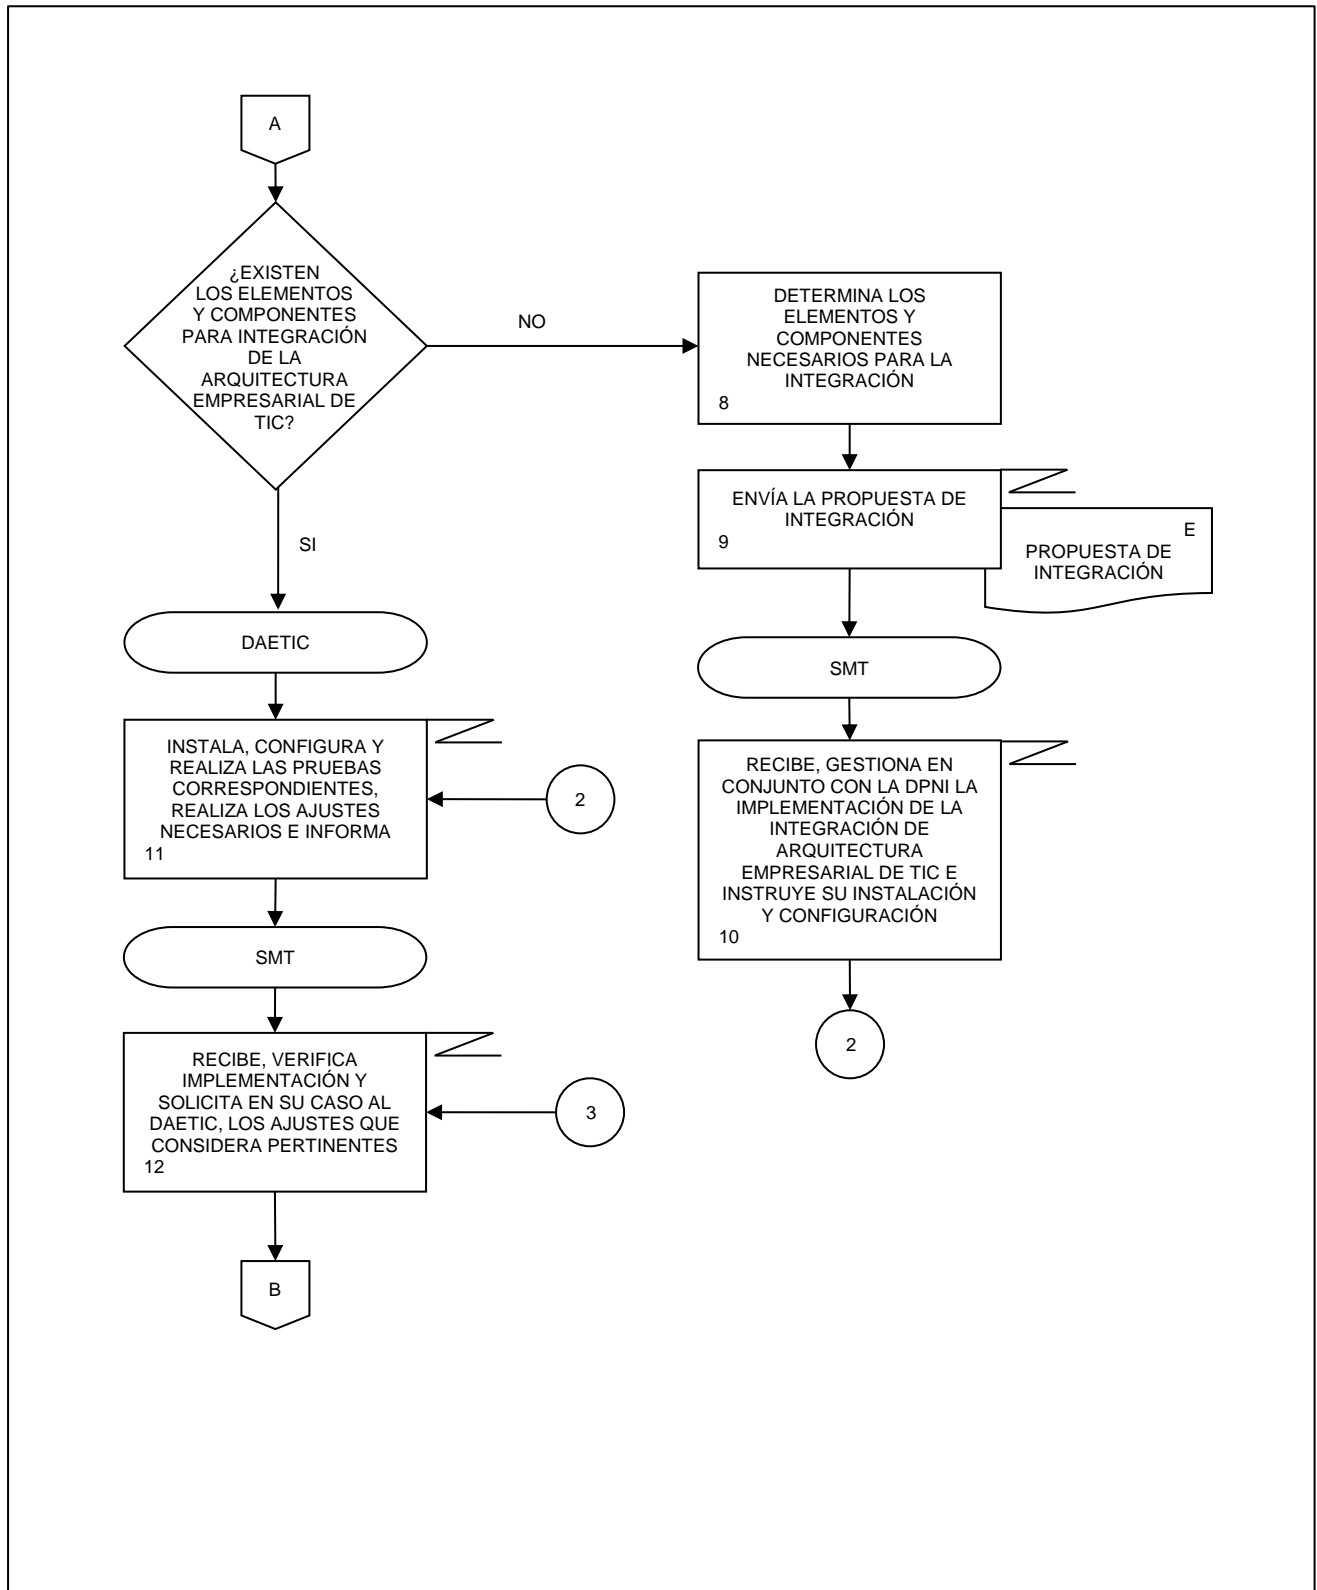 A
¿EXISTEN
LOS ELEMENTOS
Y COMPONENTES
PARA INTEGRACIÓN
DE LA
ARQUITECTURA
EMPRESARIAL DE
TIC?
NO
DETERMINA LOS
ELEMENTOS Y
COMPONENTES
NECESARIOS PARA LA
INTEGRACIÓN
8
ENVÍA LA PROPUESTA DE
INTEGRACIÓN
9
E
PROPUESTA DE
INTEGRACIÓN
SMT
RECIBE, GESTIONA EN
CONJUNTO CON LA DPNI LA
IMPLEMENTACIÓN DE LA
INTEGRACIÓN DE
ARQUITECTURA
EMPRESARIAL DE TIC E
INSTRUYE SU INSTALACIÓN
Y CONFIGURACIÓN
10
2
SI
DAETIC
INSTALA, CONFIGURA Y
REALIZA LAS PRUEBAS
CORRESPONDIENTES,
REALIZA LOS AJUSTES
NECESARIOS E INFORMA
11
2
SMT
RECIBE, VERIFICA
IMPLEMENTACIÓN Y
SOLICITA EN SU CASO AL
DAETIC, LOS AJUSTES QUE
CONSIDERA PERTINENTES
12
3
B